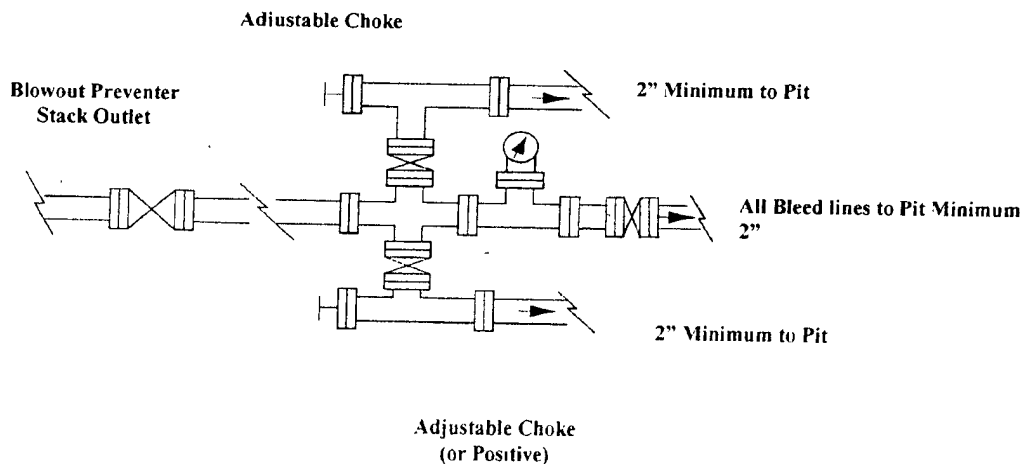 Adjustable Choke
Blowout Preventer
Stack Outlet
2” Minimum to Pit
All Bleed lines to Pit Minimum
2”
2” Minimum to Pit
Adjustable Choke
(or Positive)